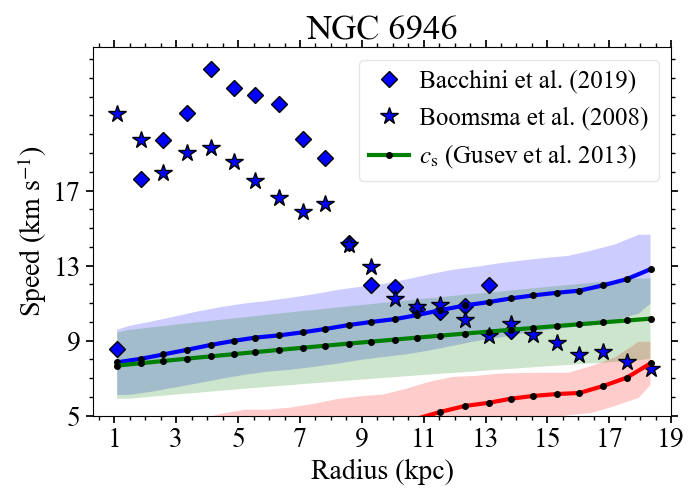 NGC 6946
Bacchini et al. (2019)
Boomsma et al. (2008)
cₛ (Gusev et al. 2013)
Speed (km s⁻¹)
17
13
9
5
1 3 5 7 9 11 13 15 17 19
Radius (kpc)